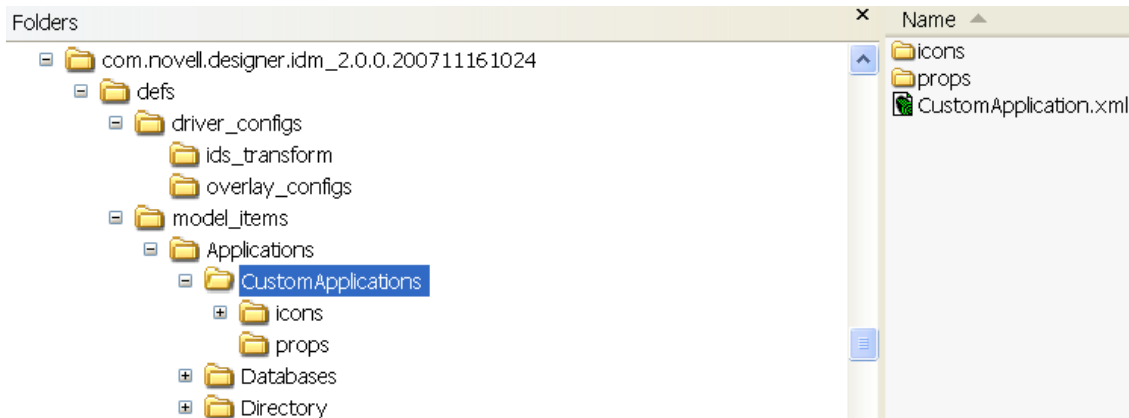 Folders
com.novell.designer.idm_2.0.0.200711161024
defs
driver_configs
ids_transform
overlay_configs
model_items
Applications
CustomApplications
icons
props
Databases
Directory
Name
icons
props
CustomApplication.xml